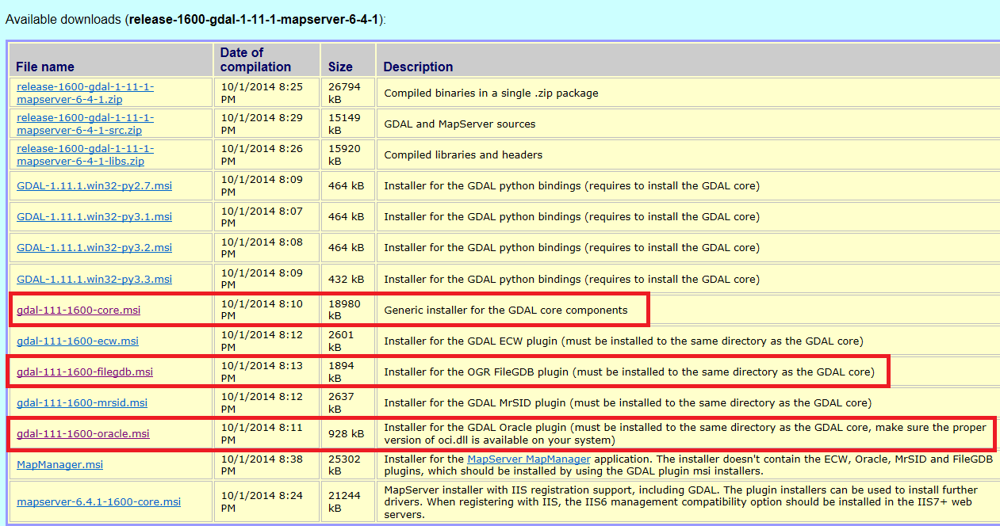 Available downloads (release-1600-gdal-1-11-1-mapserver-6-4-1):
File name
Date of
compilation
Size
Description
release-1600-gdal-1-11-1-
mapserver-6-4-1.zip
10/1/2014 8:25
PM
26794
kB
Compiled binaries in a single .zip package
release-1600-gdal-1-11-1-
mapserver-6-4-1-src.zip
10/1/2014 8:29
PM
15149
kB
GDAL and MapServer sources
release-1600-gdal-1-11-1-
mapserver-6-4-1-libs.zip
10/1/2014 8:26
PM
15920
kB
Compiled libraries and headers
GDAL-1.11.1.win32-py2.7.msi
10/1/2014 8:09
PM
464 kB
Installer for the GDAL python bindings (requires to install the GDAL core)
GDAL-1.11.1.win32-py3.1.msi
10/1/2014 8:07
PM
464 kB
Installer for the GDAL python bindings (requires to install the GDAL core)
GDAL-1.11.1.win32-py3.2.msi
10/1/2014 8:08
PM
464 kB
Installer for the GDAL python bindings (requires to install the GDAL core)
GDAL-1.11.1.win32-py3.3.msi
10/1/2014 8:09
PM
432 kB
Installer for the GDAL python bindings (requires to install the GDAL core)
gdal-111-1600-core.msi
10/1/2014 8:10
PM
18980
kB
Generic installer for the GDAL core components
gdal-111-1600-ecw.msi
10/1/2014 8:12
PM
2601
kB
Installer for the GDAL ECW plugin (must be installed to the same directory as the GDAL core)
gdal-111-1600-filegdb.msi
10/1/2014 8:13
PM
1894
kB
Installer for the OGR FileGDB plugin (must be installed to the same directory as the GDAL core)
gdal-111-1600-mrsid.msi
10/1/2014 8:12
PM
2637
kB
Installer for the GDAL MrSID plugin (must be installed to the same directory as the GDAL core)
gdal-111-1600-oracle.msi
10/1/2014 8:11
PM
928 kB
Installer for the GDAL Oracle plugin (must be installed to the same directory as the GDAL core, make sure the proper
version of oci.dll is available on your system)
MapManager.msi
10/1/2014 8:38
PM
25302
kB
Installer for the MapServer MapManager application. The installer doesn't contain the ECW, Oracle, MrSID and FileGDB
plugins, which should be installed by using the GDAL plugin msi installers.
mapserver-6.4.1-1600-core.msi
10/1/2014 8:24
PM
21244
kB
MapServer installer with IIS registration support, including GDAL. The plugin installers can be used to install further
drivers. When registering with IIS, the IIS6 management compatibility option should be installed in the IIS7+ web
servers.